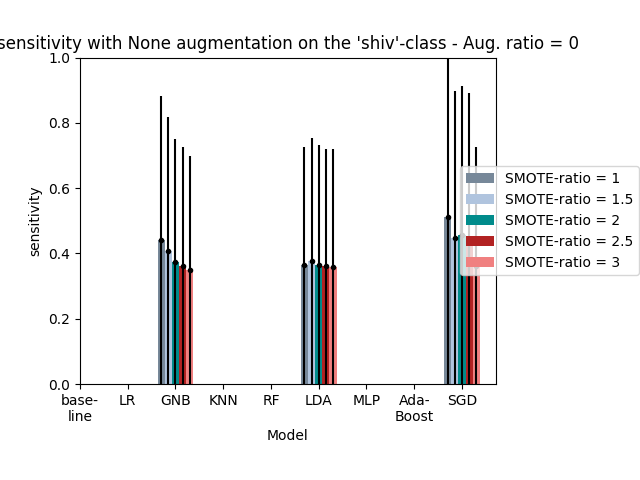 sensitivity with None augmentation on the 'shiv'-class - Aug. ratio = 0
1.0
0.8
0.6
0.4
0.2
0.0
sensitivity
SMOTE-ratio = 1
SMOTE-ratio = 1.5
SMOTE-ratio = 2
SMOTE-ratio = 2.5
SMOTE-ratio = 3
base-
line
LR
GNB
KNN
RF
LDA
MLP
Ada-
Boost
SGD
Model